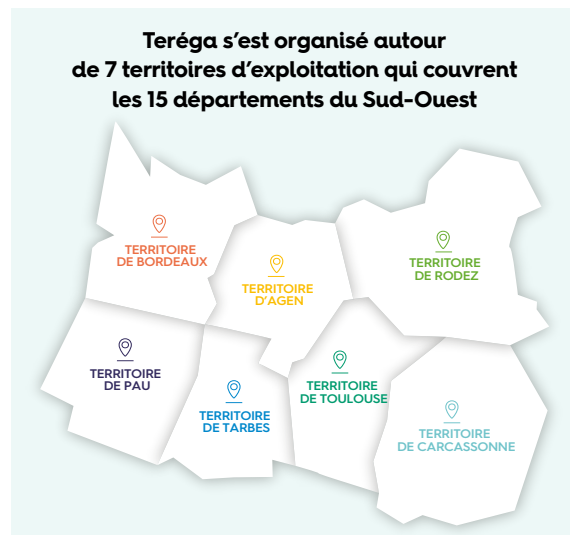 Teréga s'est organisé autour
de 7 territoires d'exploitation qui couvrent
les 15 départements du Sud-Ouest
TERRITOIRE
DE BORDEAUX
TERRITOIRE
D'AGEN
TERRITOIRE
DE RODEZ
TERRITOIRE
DE PAU
TERRITOIRE
DE TARBES
TERRITOIRE
DE TOULOUSE
TERRITOIRE
DE CARCASSONNE